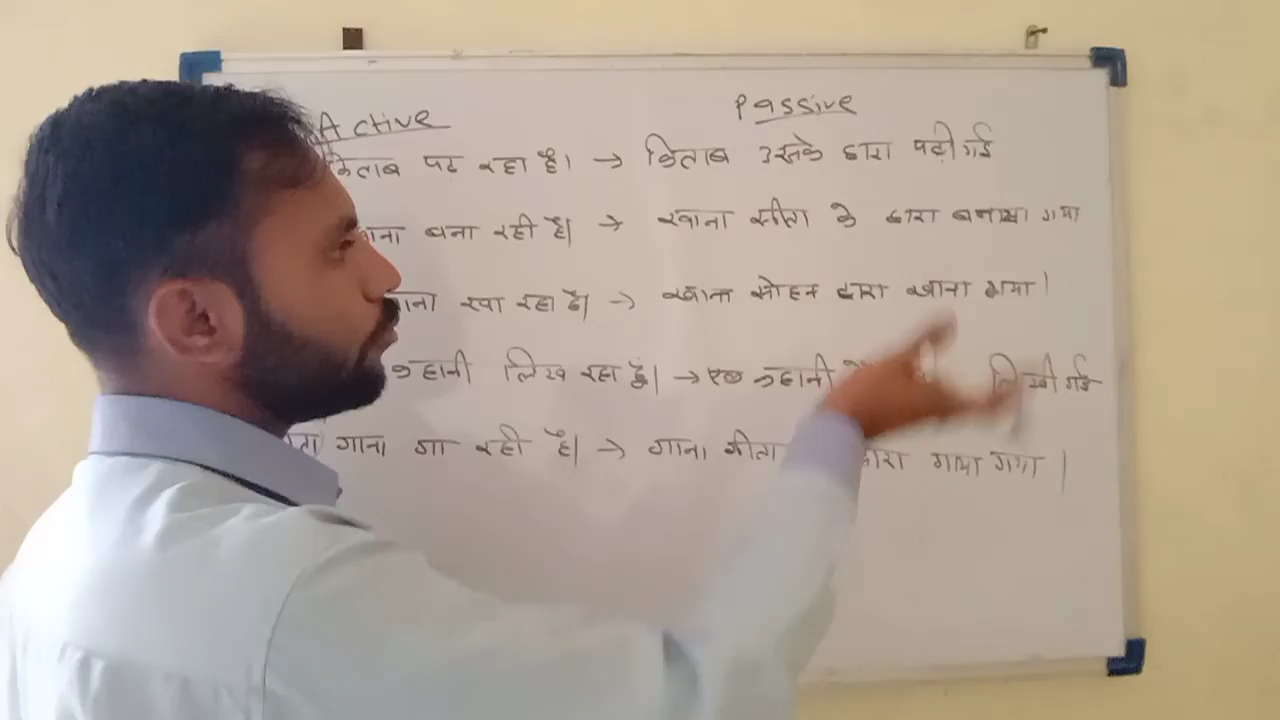 Active Passive
किताब पढ रहा है। → किताब उसके द्वारा पढी गई
बना रही है। → खाना सीता के द्वारा बनाया गया
खा रहा है। → खाना सोहन द्वारा खाना गया।
कहानी लिख रहा हूं। → एक कहानी लिखी गई
गाना गा रही है। → गाना गीता द्वारा गाया गया।